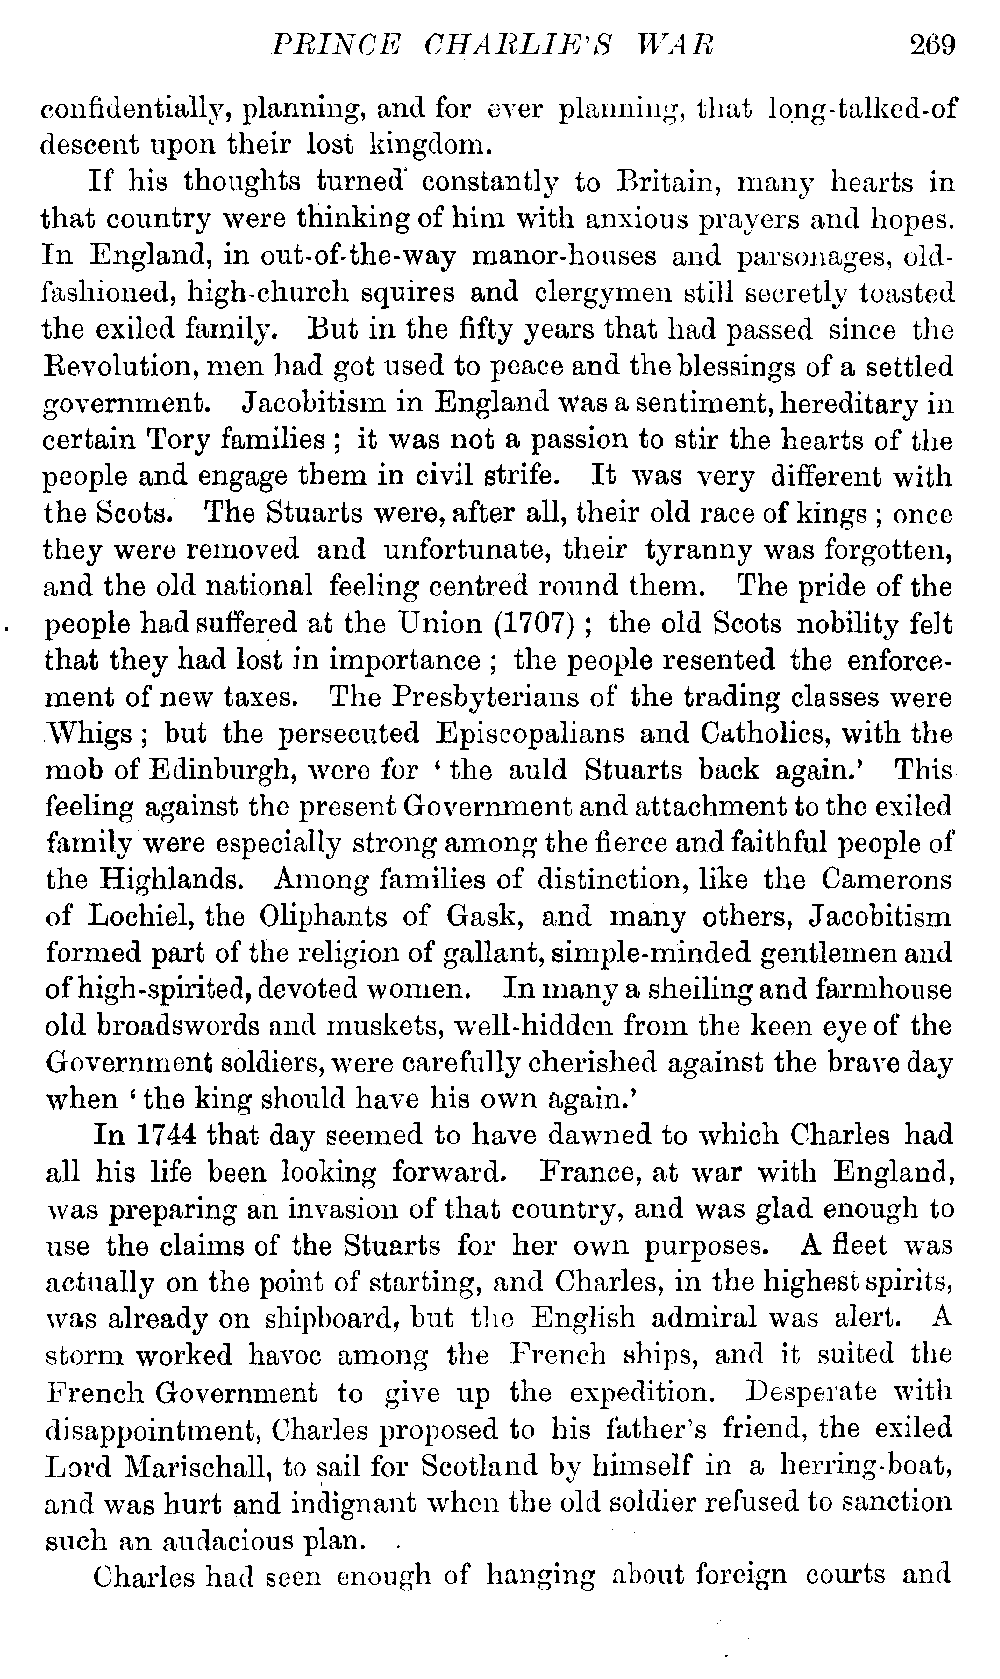 PRINCE CHARLIE'S WAR 269
confidentially, planning, and for ever planning, that long-talked-of
descent upon their lost kingdom.
If his thoughts turned constantly to Britain, many hearts in
that country were thinking of him with anxious prayers and hopes.
In England, in out-of-the-way manor-houses and parsonages, old-
fashioned, high-church squires and clergymen still secretly toasted
the exiled family. But in the fifty years that had passed since the
Revolution, men had got used to peace and the blessings of a settled
government. Jacobitism in England was a sentiment, hereditary in
certain Tory families ; it was not a passion to stir the hearts of the
people and engage them in civil strife. It was very different with
the Scots. The Stuarts were, after all, their old race of kings ; once
they were removed and unfortunate, their tyranny was forgotten,
and the old national feeling centred round them. The pride of the
people had suffered at the Union (1707) ; the old Scots nobility felt
that they had lost in importance ; the people resented the enforce-
ment of new taxes. The Presbyterians of the trading classes were
Whigs ; but the persecuted Episcopalians and Catholics, with the
mob of Edinburgh, were for ‘ the auld Stuarts back again.’ This
feeling against the present Government and attachment to the exiled
family were especially strong among the fierce and faithful people of
the Highlands. Among families of distinction, like the Camerons
of Lochiel, the Oliphants of Gask, and many others, Jacobitism
formed part of the religion of gallant, simple-minded gentlemen and
of high-spirited, devoted women. In many a sheiling and farmhouse
old broadswords and muskets, well-hidden from the keen eye of the
Government soldiers, were carefully cherished against the brave day
when ‘ the king should have his own again.’
In 1744 that day seemed to have dawned to which Charles had
all his life been looking forward. France, at war with England,
was preparing an invasion of that country, and was glad enough to
use the claims of the Stuarts for her own purposes. A fleet was
actually on the point of starting, and Charles, in the highest spirits,
was already on shipboard, but the English admiral was alert. A
storm worked havoc among the French ships, and it suited the
French Government to give up the expedition. Desperate with
disappointment, Charles proposed to his father's friend, the exiled
Lord Marischall, to sail for Scotland by himself in a herring-boat,
and was hurt and indignant when the old soldier refused to sanction
such an audacious plan.
Charles had seen enough of hanging about foreign courts and